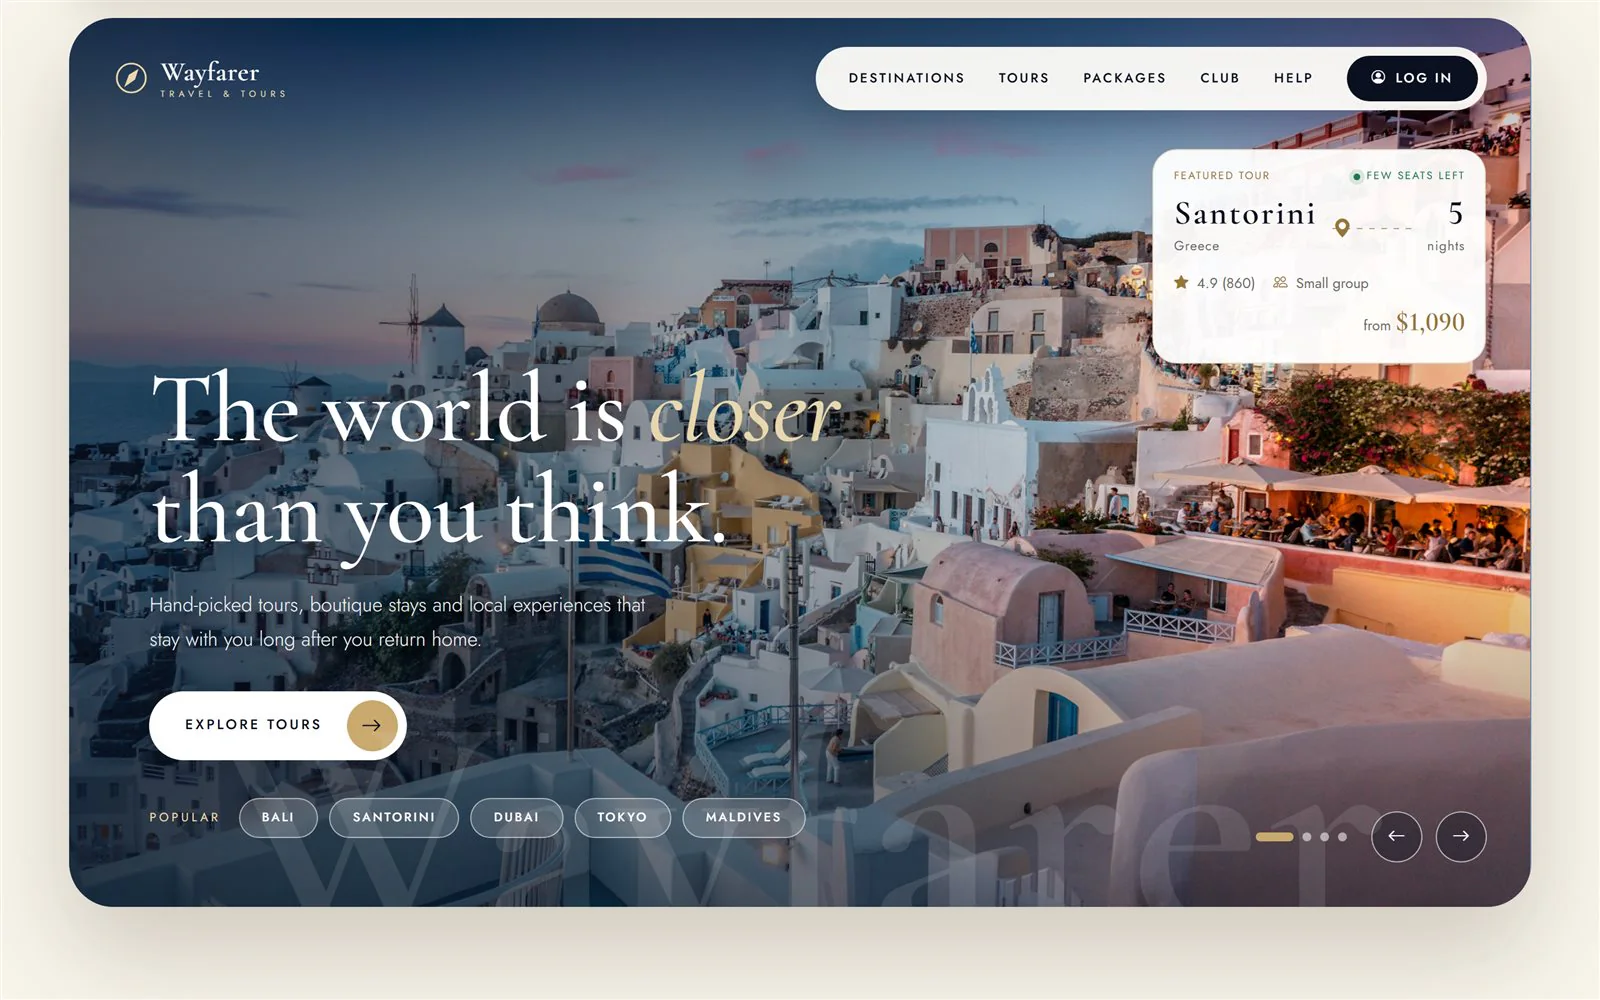 Wayfarer
TRAVEL & TOURS
DESTINATIONS TOURS PACKAGES CLUB HELP LOG IN
FEATURED TOUR FEW SEATS LEFT
Santorini 5
Greece nights
4.9 (860) Small group
from $1,090
The world is closer
than you think.
Hand-picked tours, boutique stays and local experiences that
stay with you long after you return home.
EXPLORE TOURS
POPULAR BALI SANTORINI DUBAI TOKYO MALDIVES
Wayfarer